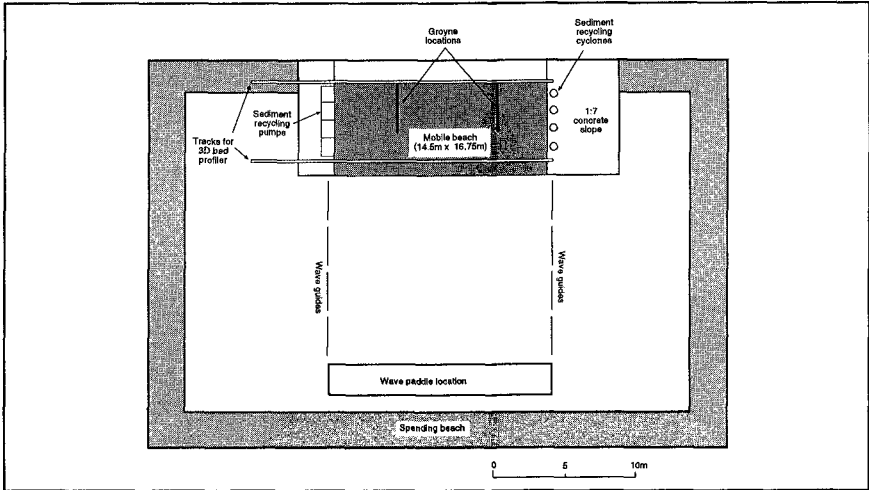 Groyne
locations
Sediment
recycling
cyclones
Sediment
recycling
pumps
1:7
concrete
slope
Tracks for
3D bed
profiler
Mobile beach
(14.5m x 16.75m)
Wave guides
Wave guides
Wave paddle location
Spending beach
0 5 10m